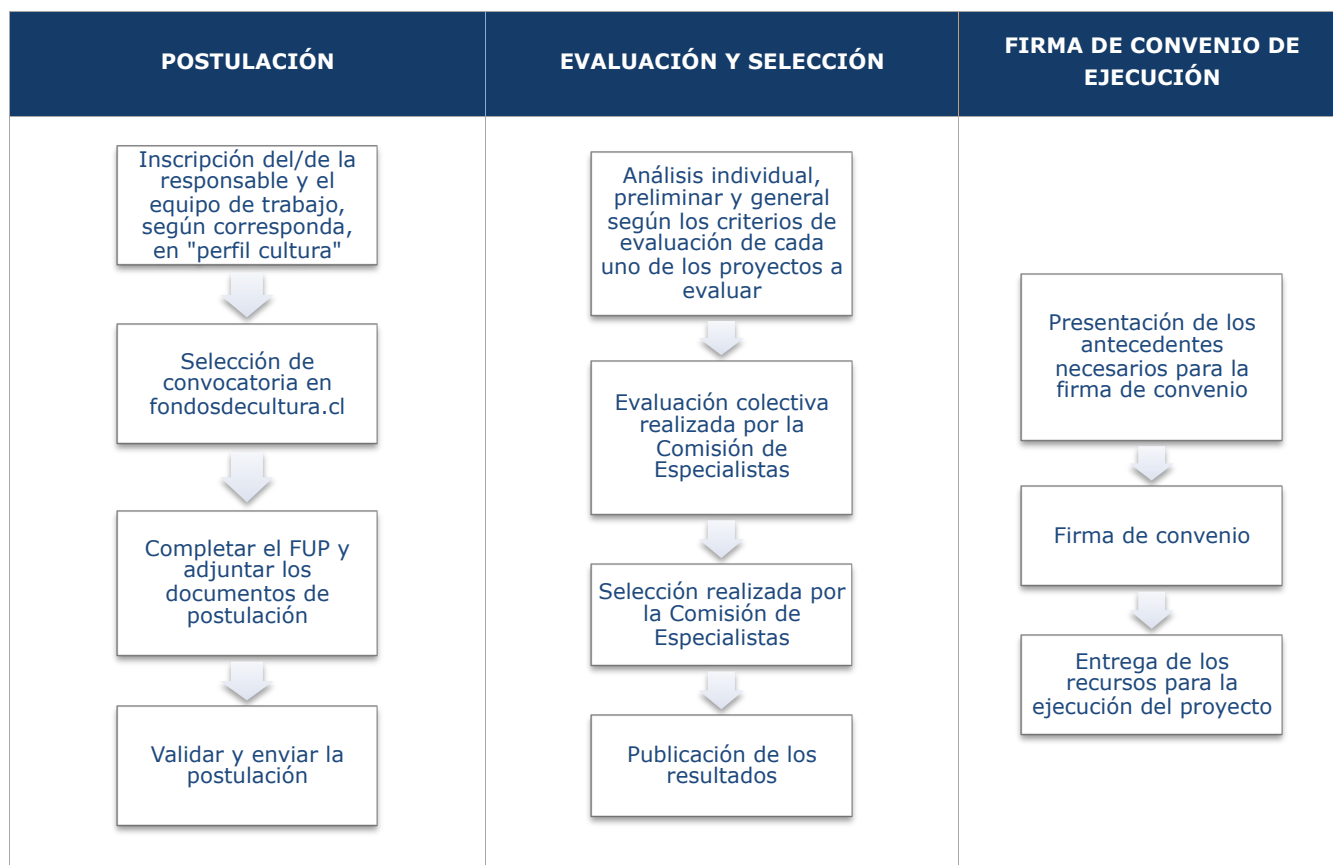 POSTULACIÓN
Inscripción del/de la
responsable y el
equipo de trabajo,
según corresponda,
en "perfil cultura"
Selección de
convocatoria en
fondosdecultura.cl
Completar el FUP y
adjuntar los
documentos de
postulación
Validar y enviar la
postulación
EVALUACIÓN Y SELECCIÓN
Análisis individual,
preliminar y general
según los criterios de
evaluación de cada
uno de los proyectos a
evaluar
Evaluación colectiva
realizada por la
Comisión de
Especialistas
Selección realizada por
la Comisión de
Especialistas
Publicación de los
resultados
FIRMA DE CONVENIO DE
EJECUCIÓN
Presentación de los
antecedentes
necesarios para la
firma de convenio
Firma de convenio
Entrega de los
recursos para la
ejecución del proyecto